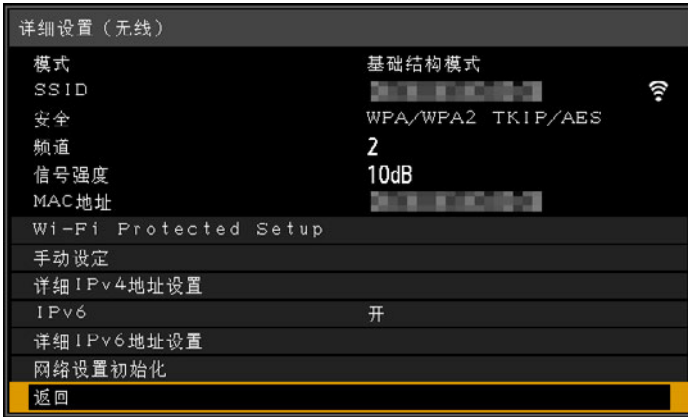 详细设置（无线）
模式 基础结构模式
SSID
安全 WPA/WPA2 TKIP/AES
频道 2
信号强度 10dB
MAC地址
Wi-Fi Protected Setup
手动设定
详细IPv4地址设置
IPv6 开
详细IPv6地址设置
网络设置初始化
返回